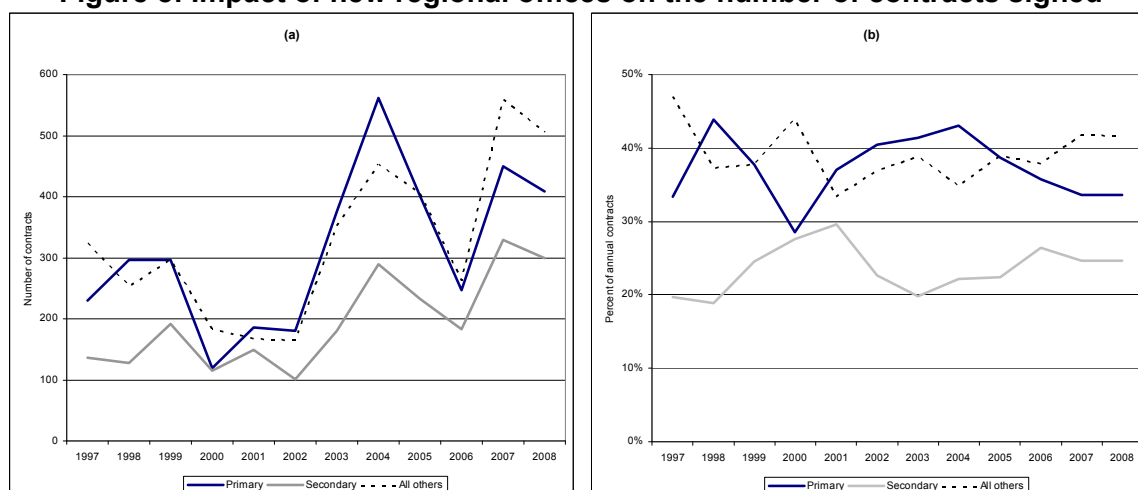 Figure Impact of new regional offices on the number of contracts signed
(a)
600
500
400
300
200
100
0
Number of contracts
1997 1998 1999 2000 2001 2002 2003 2004 2005 2006 2007 2008
Primary Secondary All others
(b)
50%
40%
30%
20%
10%
0%
Percent of annual contracts
1997 1998 1999 2000 2001 2002 2003 2004 2005 2006 2007 2008
Primary Secondary All others